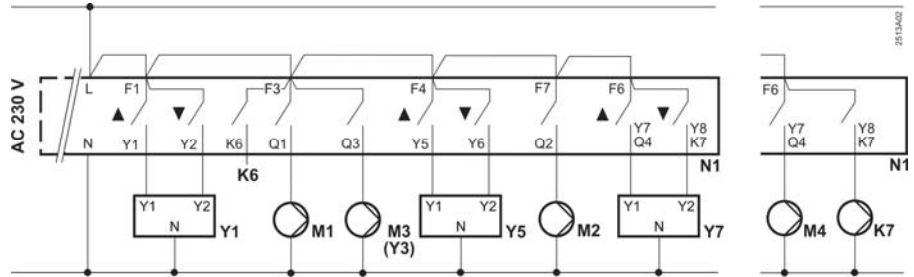 AC 230 V
2513A02
L F1 F3 F4 F7 F6 F6
▲ ▼ ▲ ▼ ▲ ▼
Y7 Y8 Y7 Y8
N Y1 Y2 K6 Q1 Q3 Y5 Y6 Q2 Q4 K7 Q4 K7
K6 N1 N1
Y1 Y2 Y1 Y2 Y1 Y2
N Y1 M1 M3 N Y5 M2 N Y7 M4 K7
(Y3)